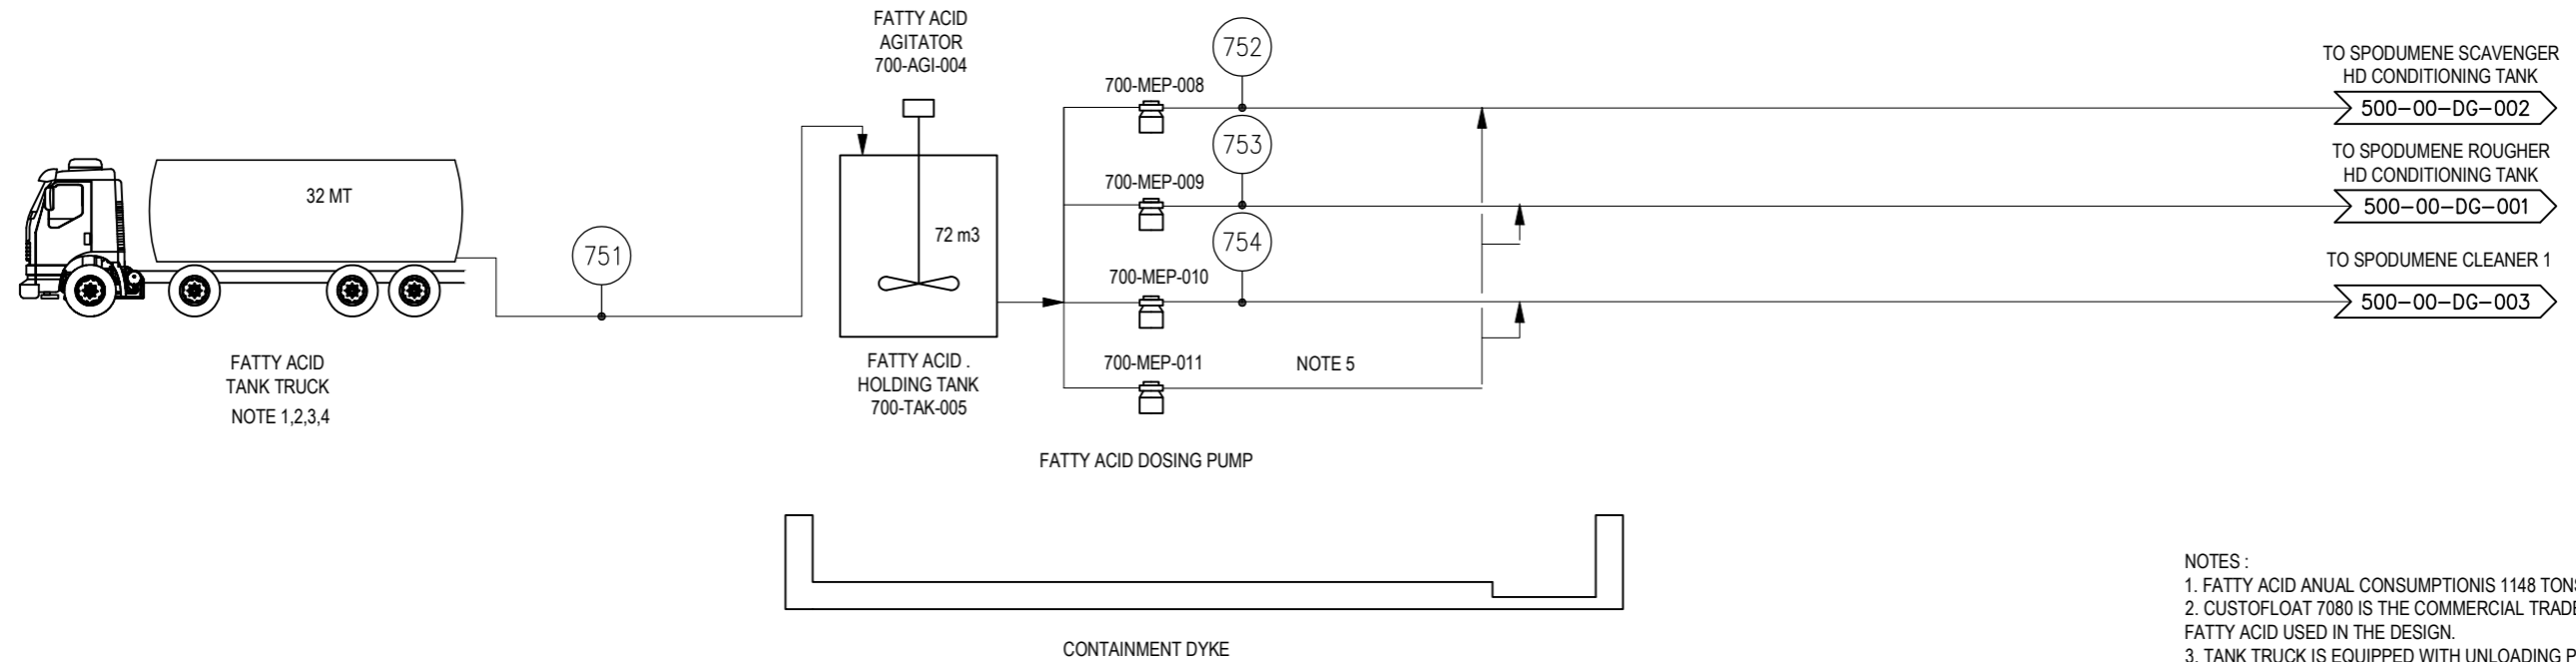 FATTY ACID
AGITATOR
700-AGI-004
32 MT
751
FATTY ACID
TANK TRUCK
NOTE 1,2,3,4
72 m3
FATTY ACID .
HOLDING TANK
700-TAK-005
700-MEP-008
752
700-MEP-009
753
700-MEP-010
754
700-MEP-011
NOTE 5
FATTY ACID DOSING PUMP
TO SPODUMENE SCAVENGER
HD CONDITIONING TANK
500-00-DG-002
TO SPODUMENE ROUGHER
HD CONDITIONING TANK
500-00-DG-001
TO SPODUMENE CLEANER 1
500-00-DG-003
CONTAINMENT DYKE
NOTES :
1. FATTY ACID ANUAL CONSUMPTIONIS 1148 TONS
2. CUSTOFLOAT 7080 IS THE COMMERCIAL TRADE
FATTY ACID USED IN THE DESIGN.
3. TANK TRUCK IS EQUIPPED WITH UNLOADING P